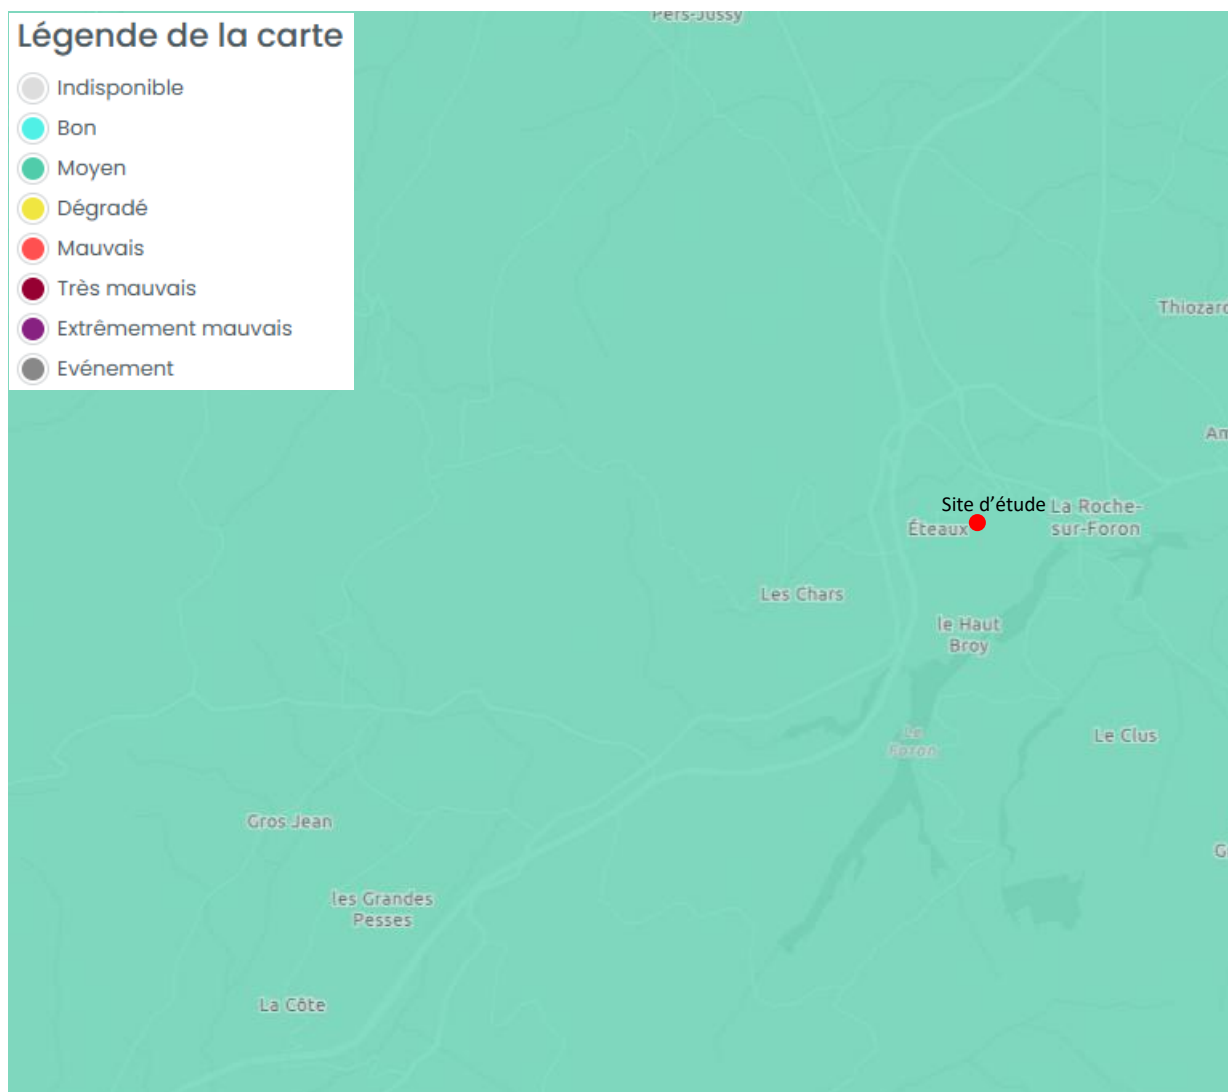 Légende de la carte
Indisponible
Bon
Moyen
Dégradé
Mauvais
Très mauvais
Extrêmement mauvais
Evénement
Pers-Jussy
Thiozard
Am
Site d'étude
La Roche-
sur-Foron
Éteaux
Les Chars
le Haut
Broy
Le
Foron
Le Clus
Gros Jean
G
les Grandes
Pesses
La Côte